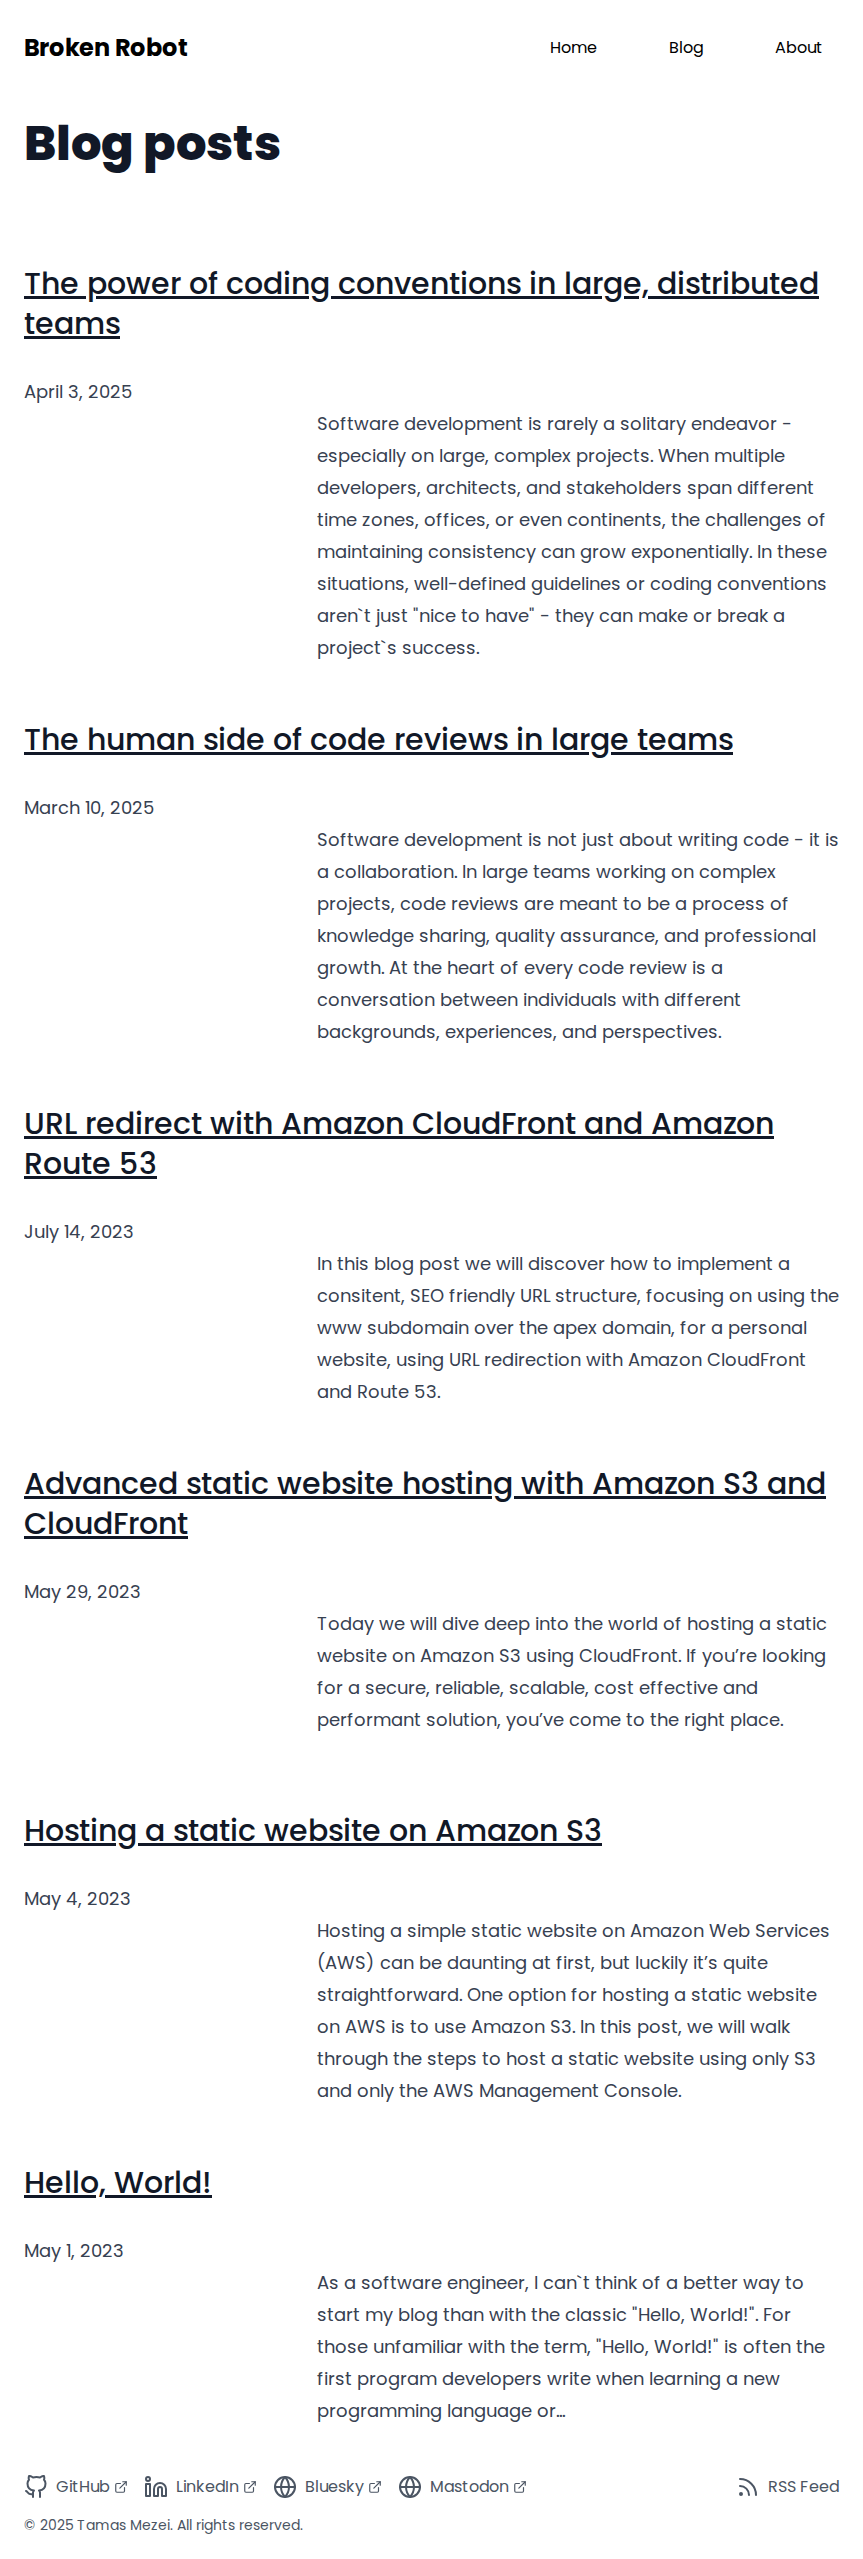 Broken Robot
Home
Blog
About
Blog posts
The power of coding conventions in large, distributed
teams
April 3, 2025
Software development is rarely a solitary endeavor -
especially on large, complex projects. When multiple
developers, architects, and stakeholders span different
time zones, offices, or even continents, the challenges of
maintaining consistency can grow exponentially. In these
situations, well-defined guidelines or coding conventions
aren`t just "nice to have" - they can make or break a
project`s success.
The human side of code reviews in large teams
March 10, 2025
Software development is not just about writing code - it is
a collaboration. In large teams working on complex
projects, code reviews are meant to be a process of
knowledge sharing, quality assurance, and professional
growth. At the heart of every code review is a
conversation between individuals with different
backgrounds, experiences, and perspectives.
URL redirect with Amazon CloudFront and Amazon
Route 53
July 14, 2023
In this blog post we will discover how to implement a
consitent, SEO friendly URL structure, focusing on using the
www subdomain over the apex domain, for a personal
website, using URL redirection with Amazon CloudFront
and Route 53.
Advanced static website hosting with Amazon S3 and
CloudFront
May 29, 2023
Today we will dive deep into the world of hosting a static
website on Amazon S3 using CloudFront. If you’re looking
for a secure, reliable, scalable, cost effective and
performant solution, you’ve come to the right place.
Hosting a static website on Amazon S3
May 4, 2023
Hosting a simple static website on Amazon Web Services
(AWS) can be daunting at first, but luckily it’s quite
straightforward. One option for hosting a static website
on AWS is to use Amazon S3. In this post, we will walk
through the steps to host a static website using only S3
and only the AWS Management Console.
Hello, World!
May 1, 2023
As a software engineer, I can`t think of a better way to
start my blog than with the classic "Hello, World!". For
those unfamiliar with the term, "Hello, World!" is often the
first program developers write when learning a new
programming language or…
GitHub
LinkedIn
Bluesky
Mastodon
RSS Feed
© 2025 Tamas Mezei. All rights reserved.